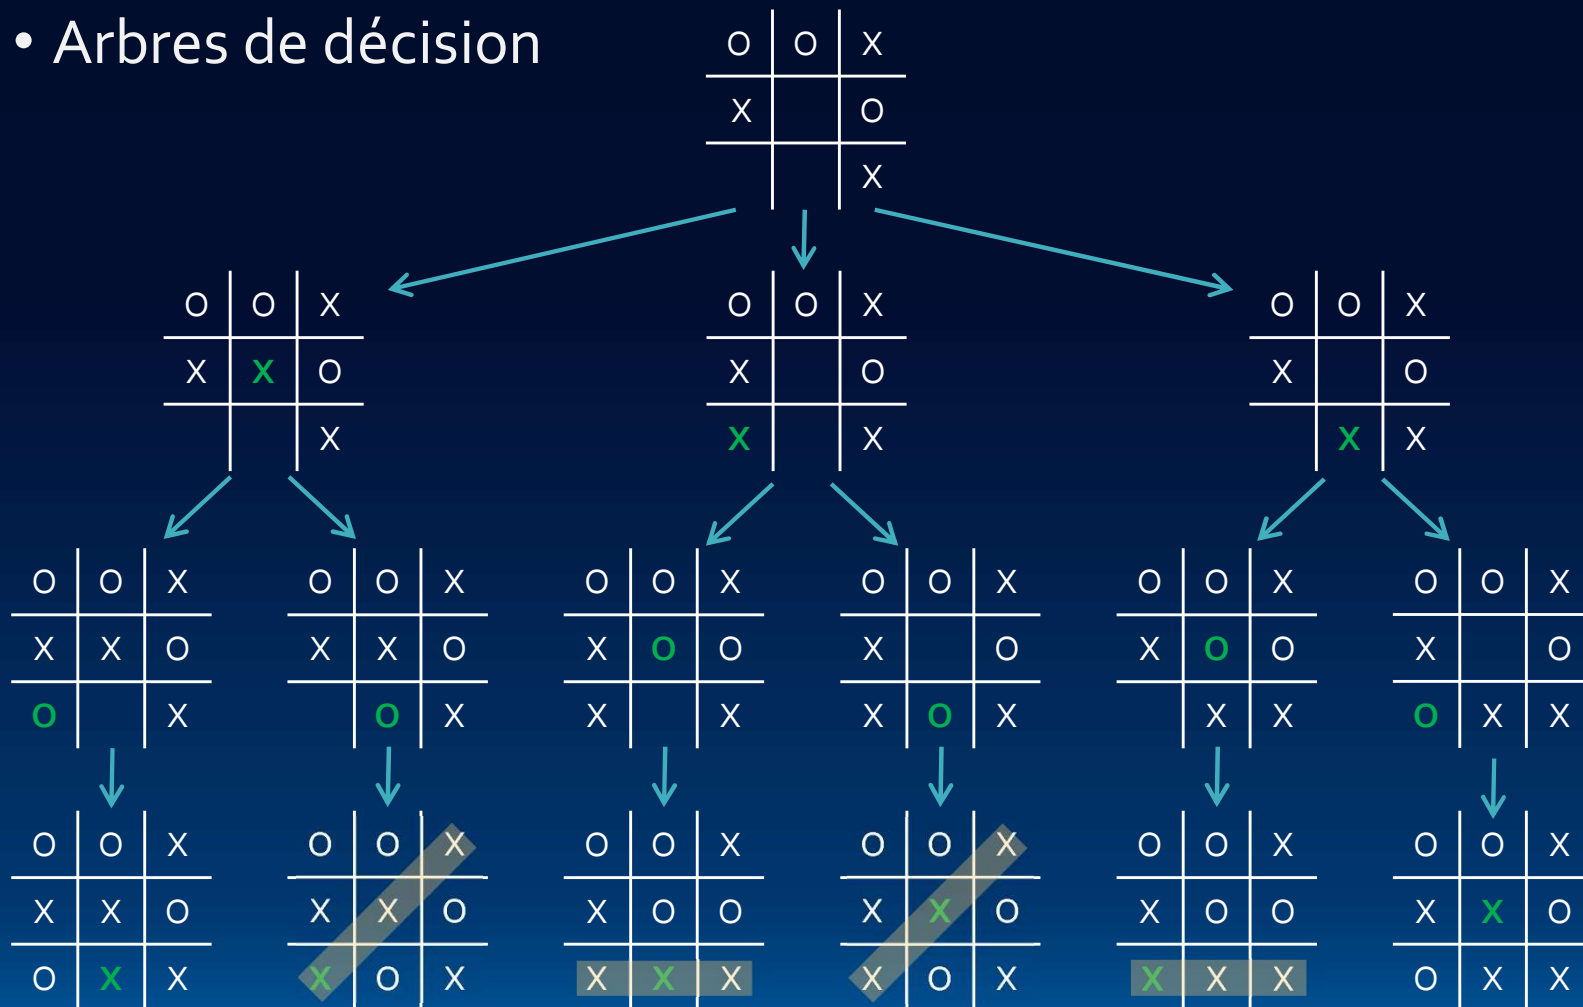 • Arbres de décision
O O X
X O
X
O O X
X X O
X
O O X
X O
X X
O O X
X O
X X
O O X
X X O
O X
O O X
X X O
O X
O O X
X O O
X X
O O X
X O
X O X
O O X
X O O
X X
O O X
X O
O X X
O O X
X X O
O X X
O O X
X X O
X O X
O O X
X O O
X X X
O O X
X X O
X O X
O O X
X O O
X X X
O O X
X X O
O X X